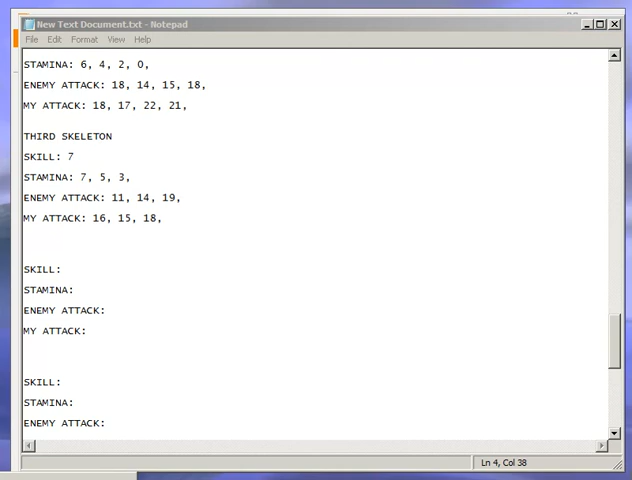 New Text Document.txt - Notepad
File Edit Format View Help
STAMINA: 6, 4, 2, 0,
ENEMY ATTACK: 18, 14, 15, 18,
MY ATTACK: 18, 17, 22, 21,
THIRD SKELETON
SKILL: 7
STAMINA: 7, 5, 3,
ENEMY ATTACK: 11, 14, 19,
MY ATTACK: 16, 15, 18,
SKILL:
STAMINA:
ENEMY ATTACK:
MY ATTACK:
SKILL:
STAMINA:
ENEMY ATTACK:
Ln 4, Col 38